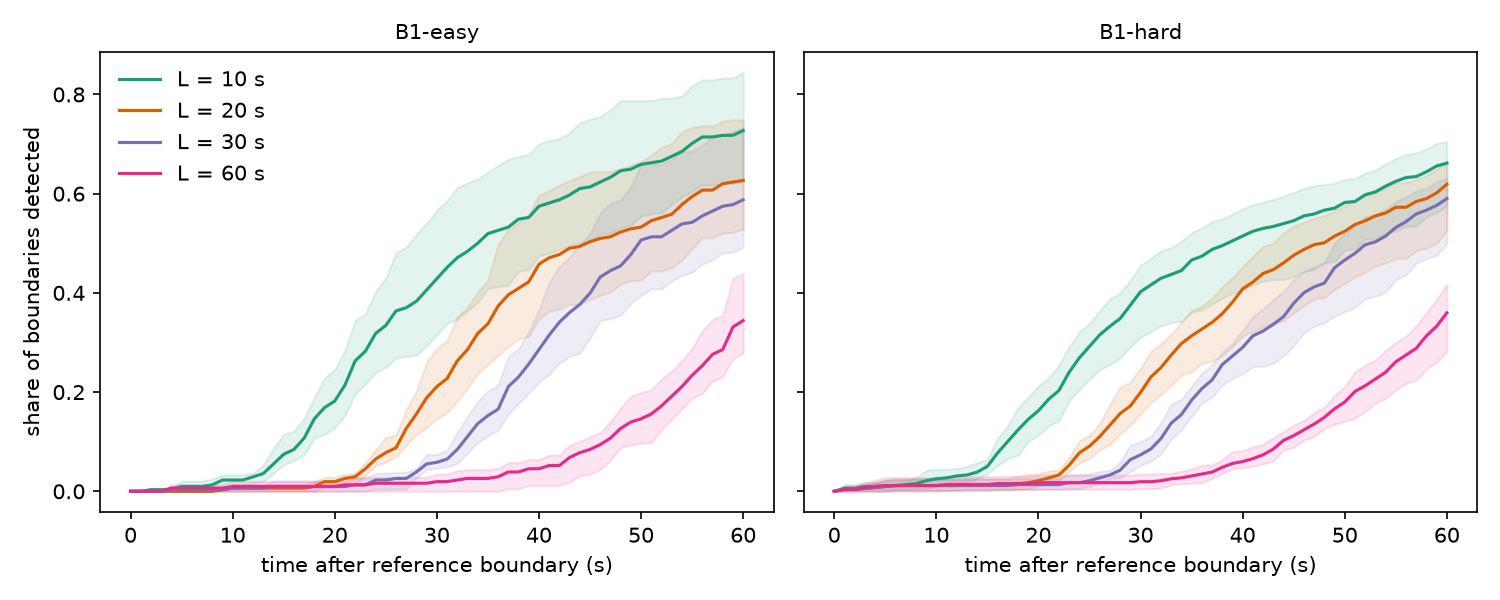 B1-easy
B1-hard
L = 10 s
L = 20 s
L = 30 s
L = 60 s
share of boundaries detected
0.8
0.6
0.4
0.2
0.0
0 10 20 30 40 50 60
0 10 20 30 40 50 60
time after reference boundary (s)
time after reference boundary (s)